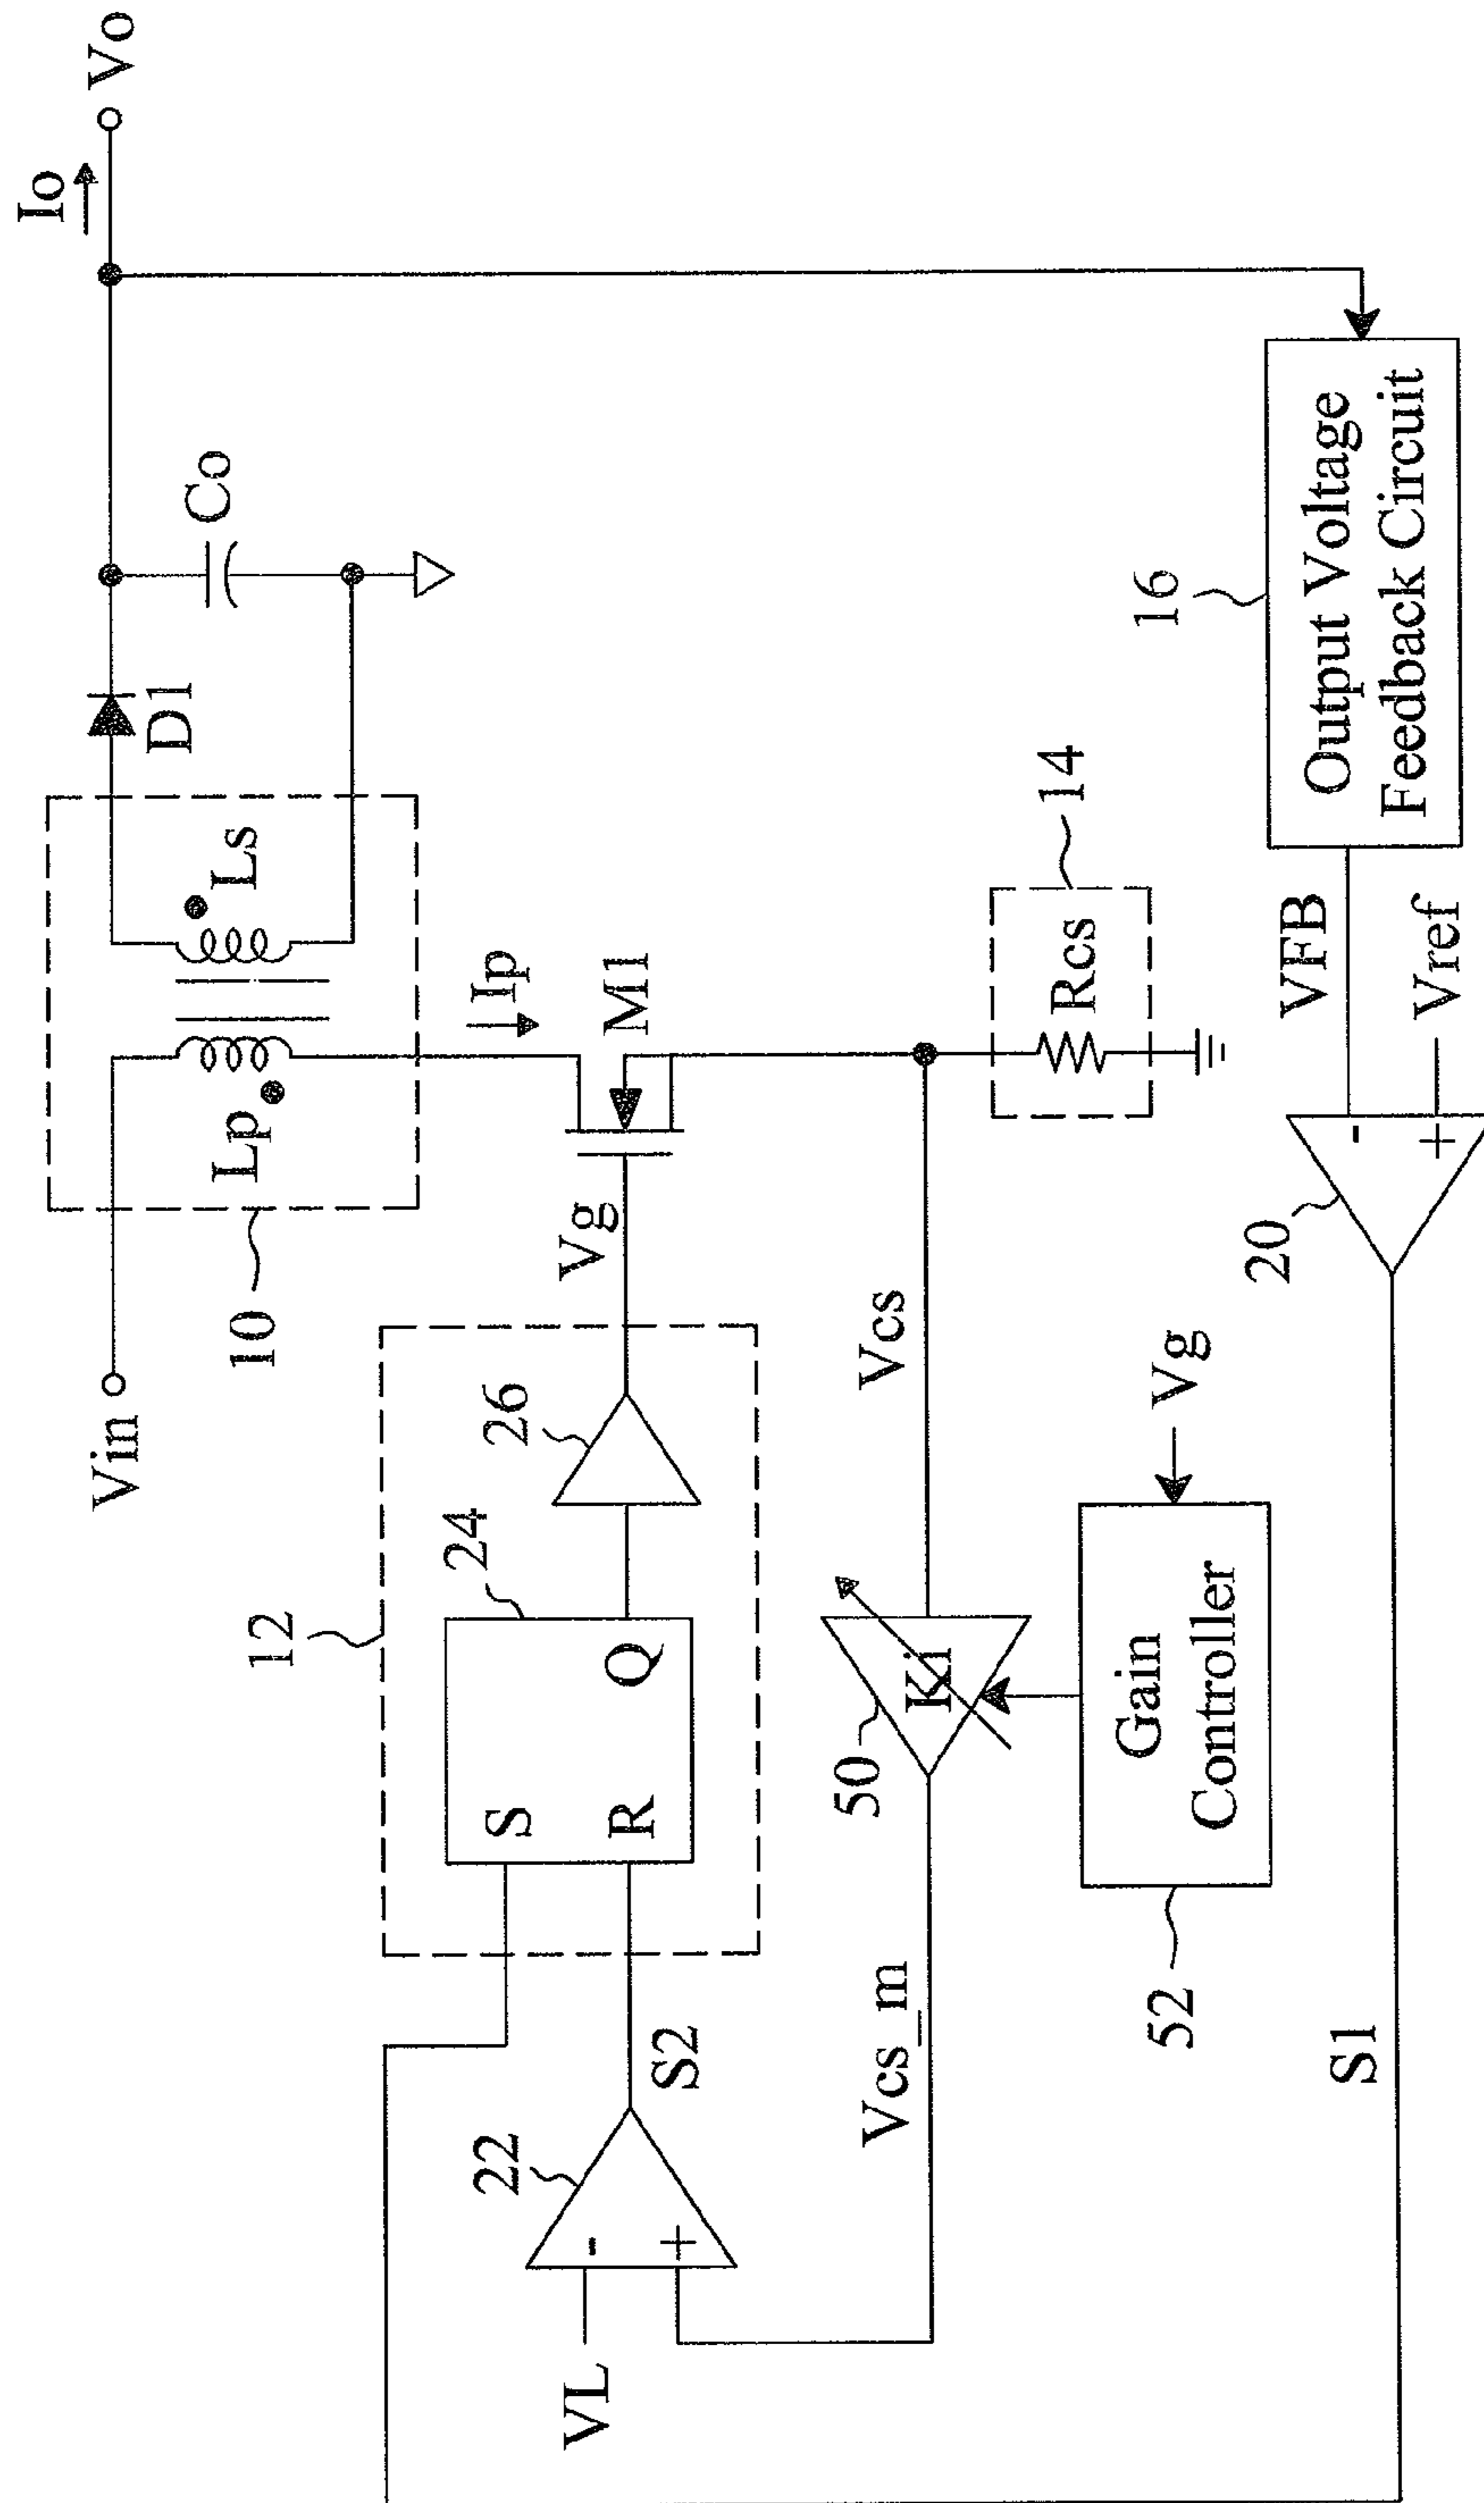 Vin
10
Lp
Ls
D1
Co
Io
Vo
Ip
M1
Vg
12
24
26
S
R
Q
22
-
+
VL
S2
Vcs
14
Rcs
50
Ki
Vcs_m
Gain
Controller
52
Vg
16
Output Voltage
Feedback Circuit
VFB
Vref
-
+
20
S1